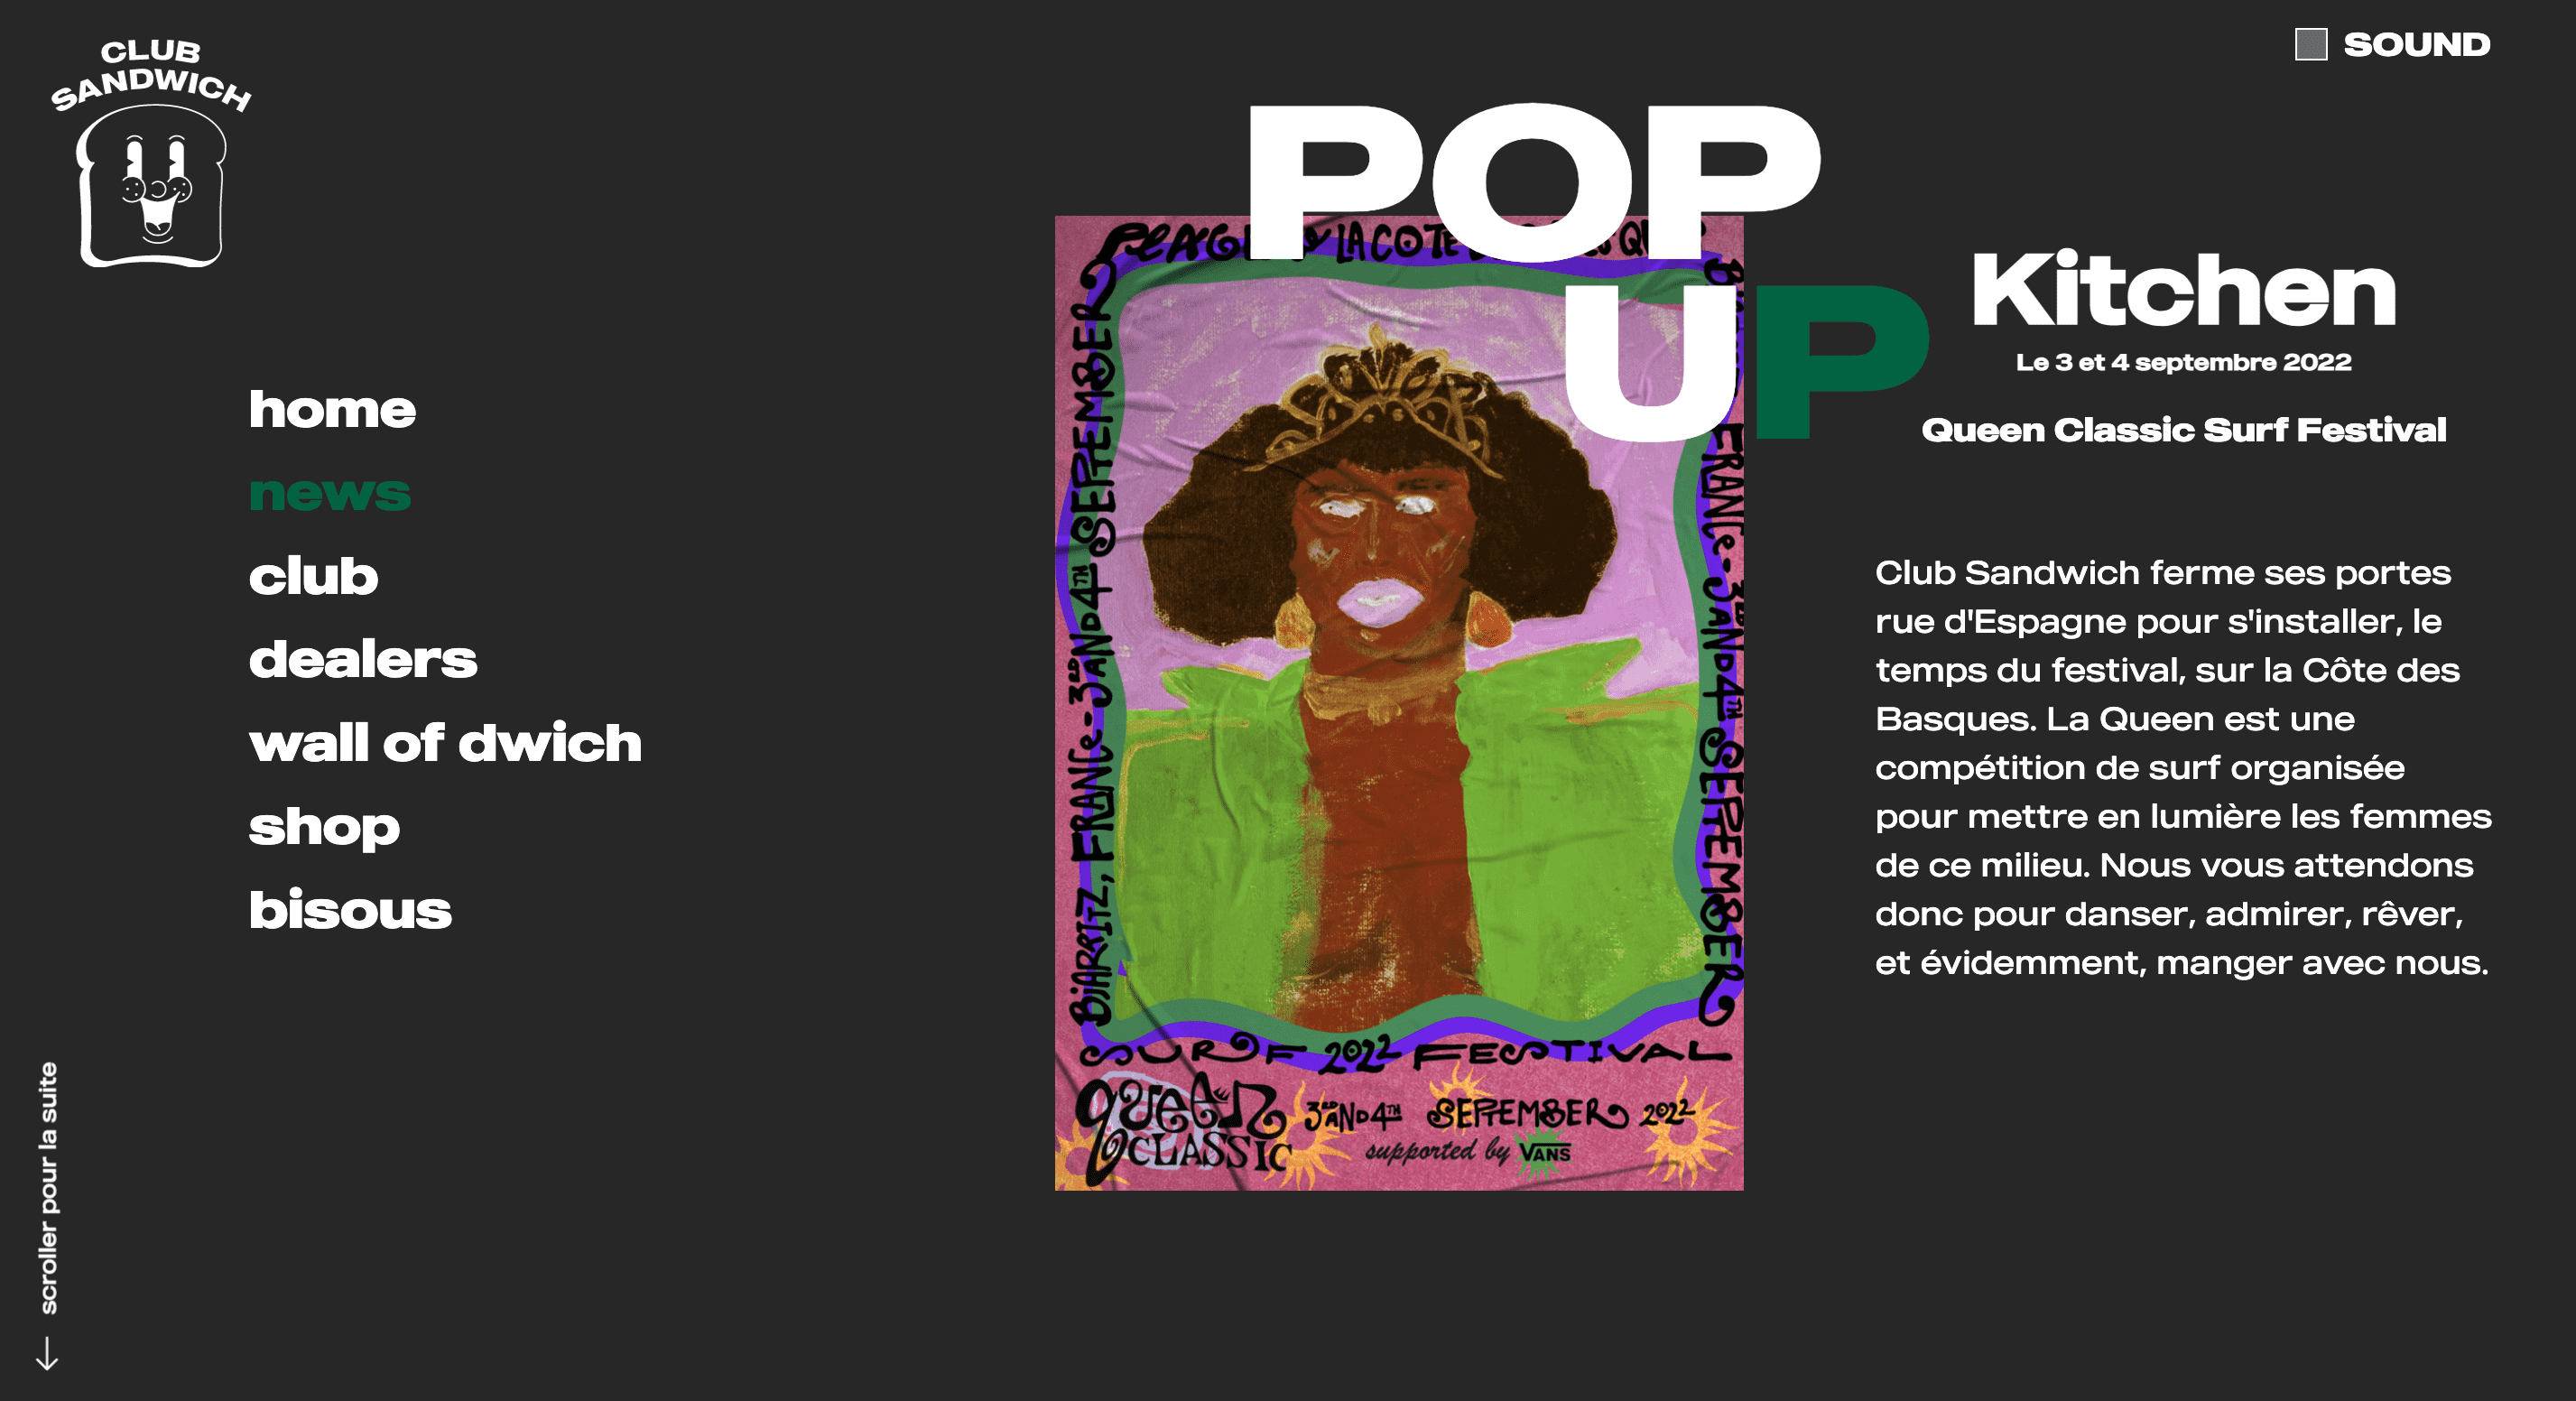 CLUB
SANDWICH
SOUND
POP
UP
Kitchen
Le 3 et 4 septembre 2022
Queen Classic Surf Festival
home
news
club
dealers
wall of dwich
shop
bisous
Club Sandwich ferme ses portes
rue d'Espagne pour s'installer, le
temps du festival, sur la Côte des
Basques. La Queen est une
compétition de surf organisée
pour mettre en lumière les femmes
de ce milieu. Nous vous attendons
donc pour danser, admirer, rêver,
et évidemment, manger avec nous.
LA COTE
BIARRITZ, FRANCE - 3RD AND 4TH SEPTEMBER
FRANCE - 3RD AND 4TH SEPTEMBER
SURF 2022 FESTIVAL
queen
CLASSIC
3RD AND 4TH SEPTEMBER 2022
supported by VANS
scroller pour la suite